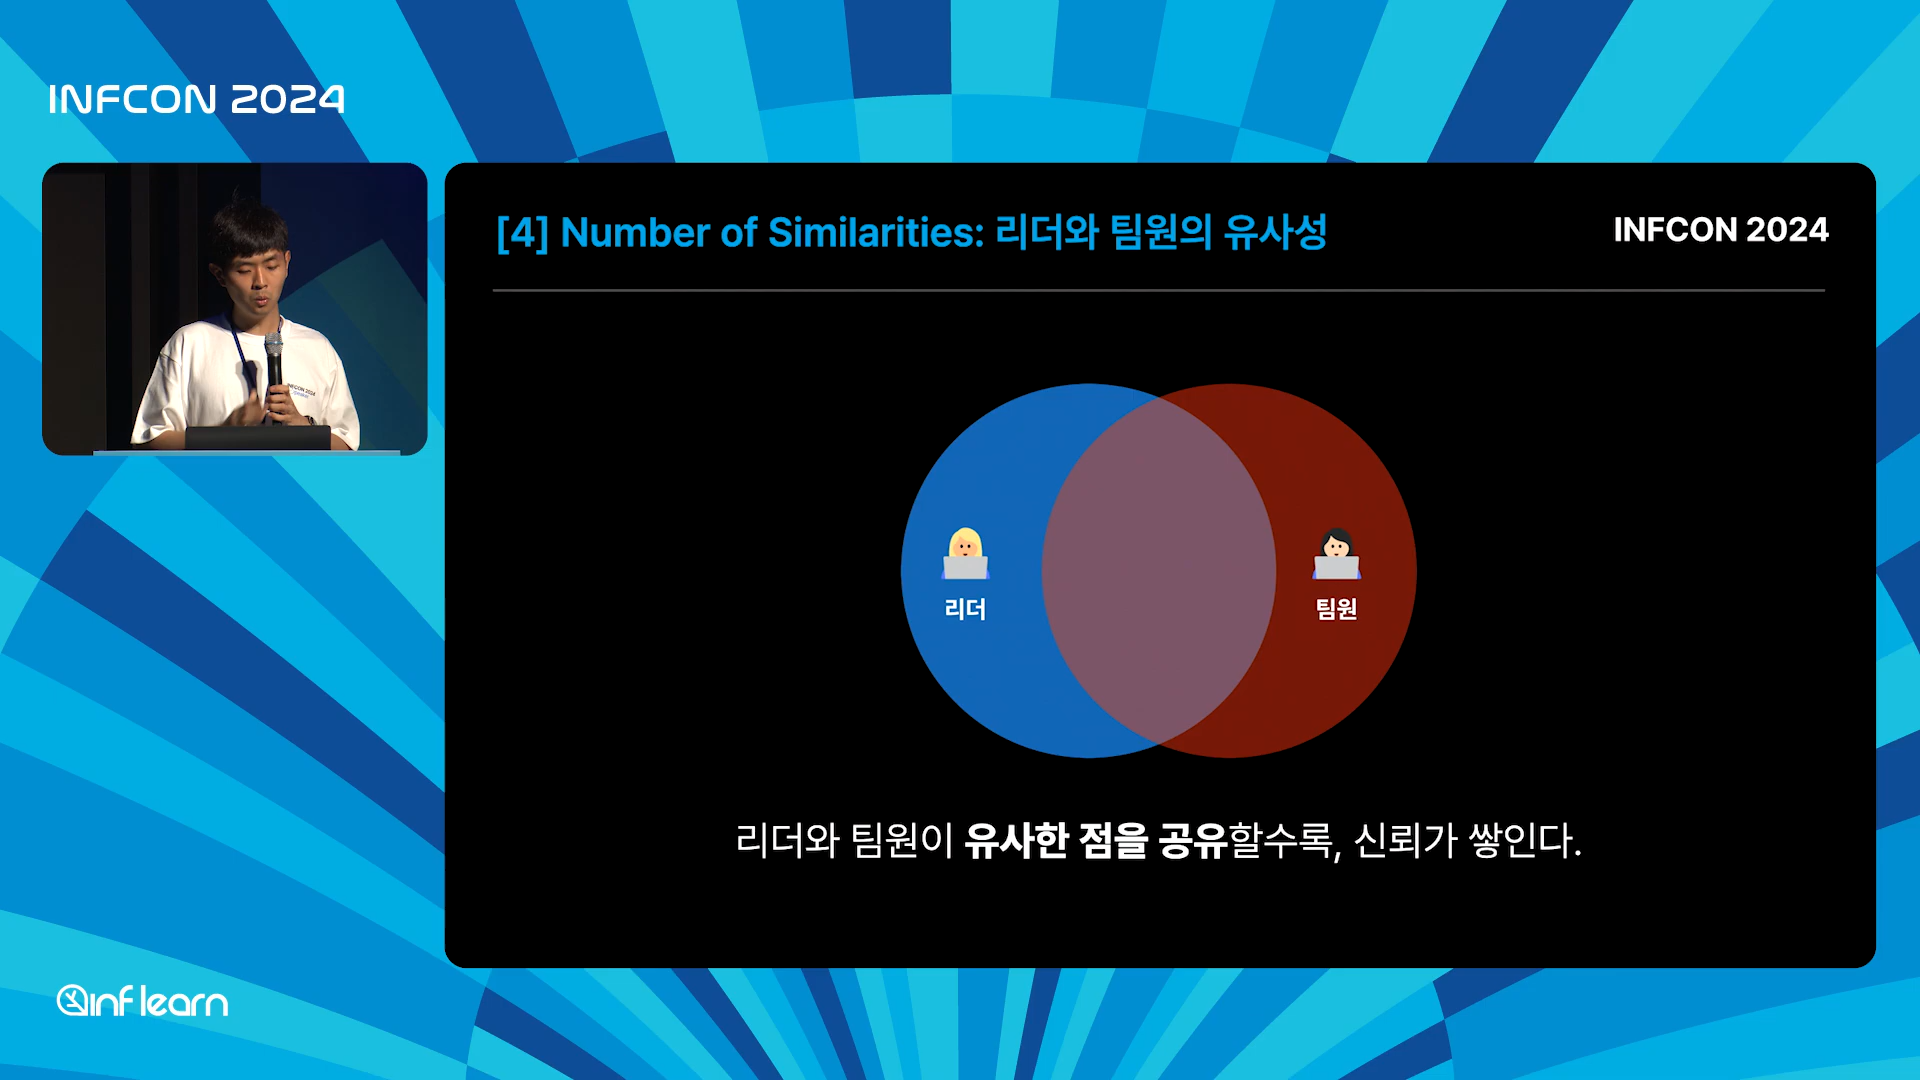 INFCON 2024
[4] Number of Similarities: 리더와 팀원의 유사성
INFCON 2024
리더
팀원
리더와 팀원이 유사한 점을 공유할수록, 신뢰가 쌓인다.
INFCON 2024
inflearn